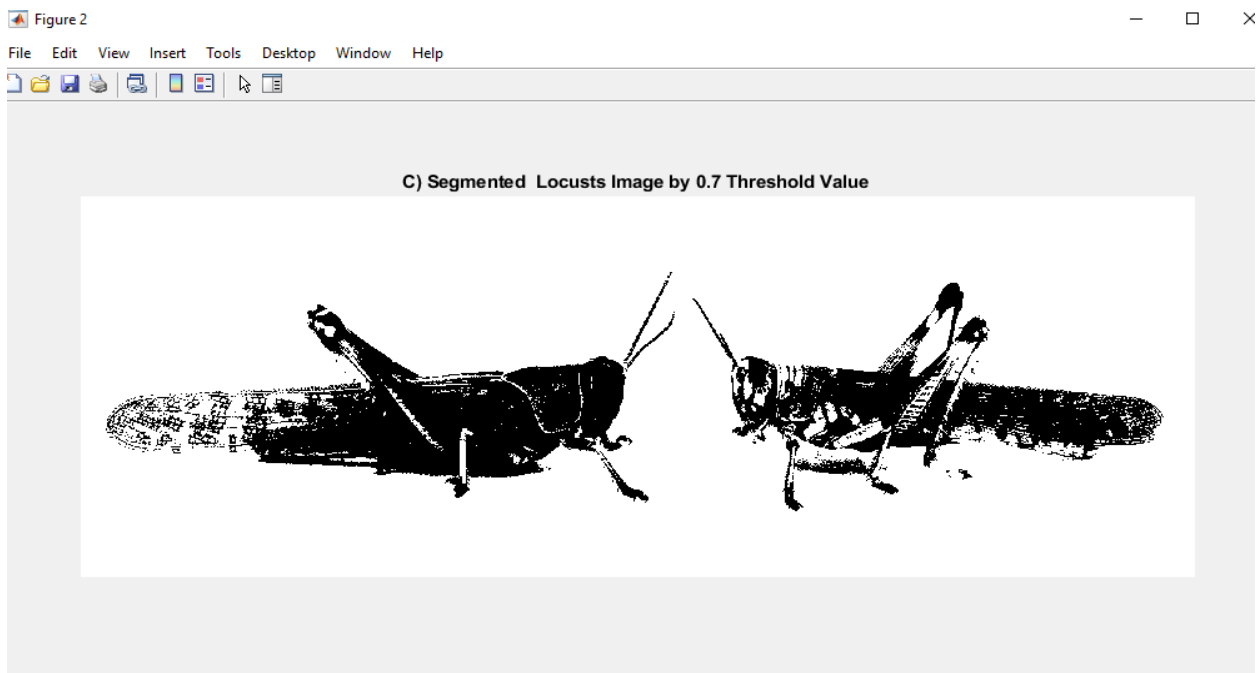 Figure 2
File Edit View Insert Tools Desktop Window Help
C) Segmented  Locusts Image by 0.7 Threshold Value